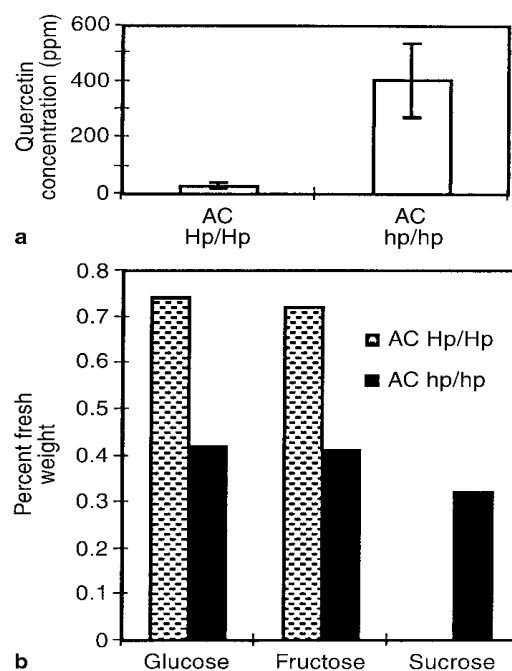 Quercetin
concentration (ppm)
600
400
200
0
AC
Hp/Hp
AC
hp/hp
a
Percent fresh
weight
0.8
0.7
0.6
0.5
0.4
0.3
0.2
0.1
0
AC Hp/Hp
AC hp/hp
Glucose
Fructose
Sucrose
b